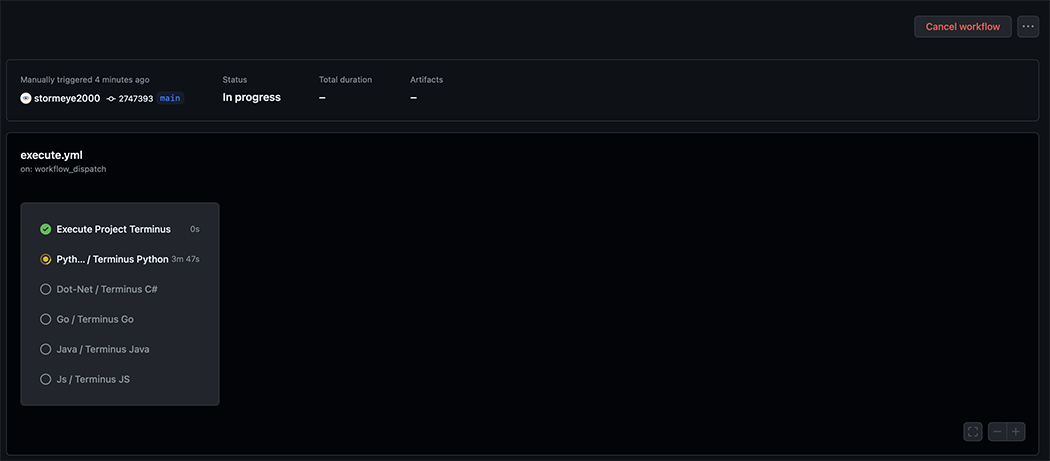 Cancel workflow ...
Manually triggered 4 minutes ago
Status
Total duration
Artifacts
stormeye2000 2747393 main
In progress
–
–
execute.yml
on: workflow_dispatch
Execute Project Terminus 0s
Pyth... / Terminus Python 3m 47s
Dot-Net / Terminus C#
Go / Terminus Go
Java / Terminus Java
Js / Terminus JS